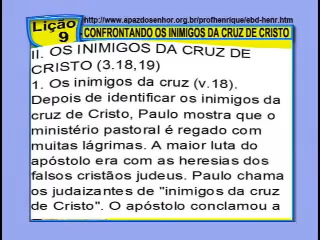 Lição
9
http://www.apazdosenhor.org.br/profhenrique/ebd-henr.htm
CONFRONTANDO OS INIMIGOS DA CRUZ DE CRISTO
II. OS INIMIGOS DA CRUZ DE
CRISTO (3.18,19)
1. Os inimigos da cruz (v.18).
Depois de identificar os inimigos da
cruz de Cristo, Paulo mostra que o
ministério pastoral é regado com
muitas lágrimas. A maior luta do
apóstolo era com as heresias dos
falsos cristãos judeus. Paulo chama
os judaizantes de "inimigos da cruz
de Cristo". O apóstolo conclamou a